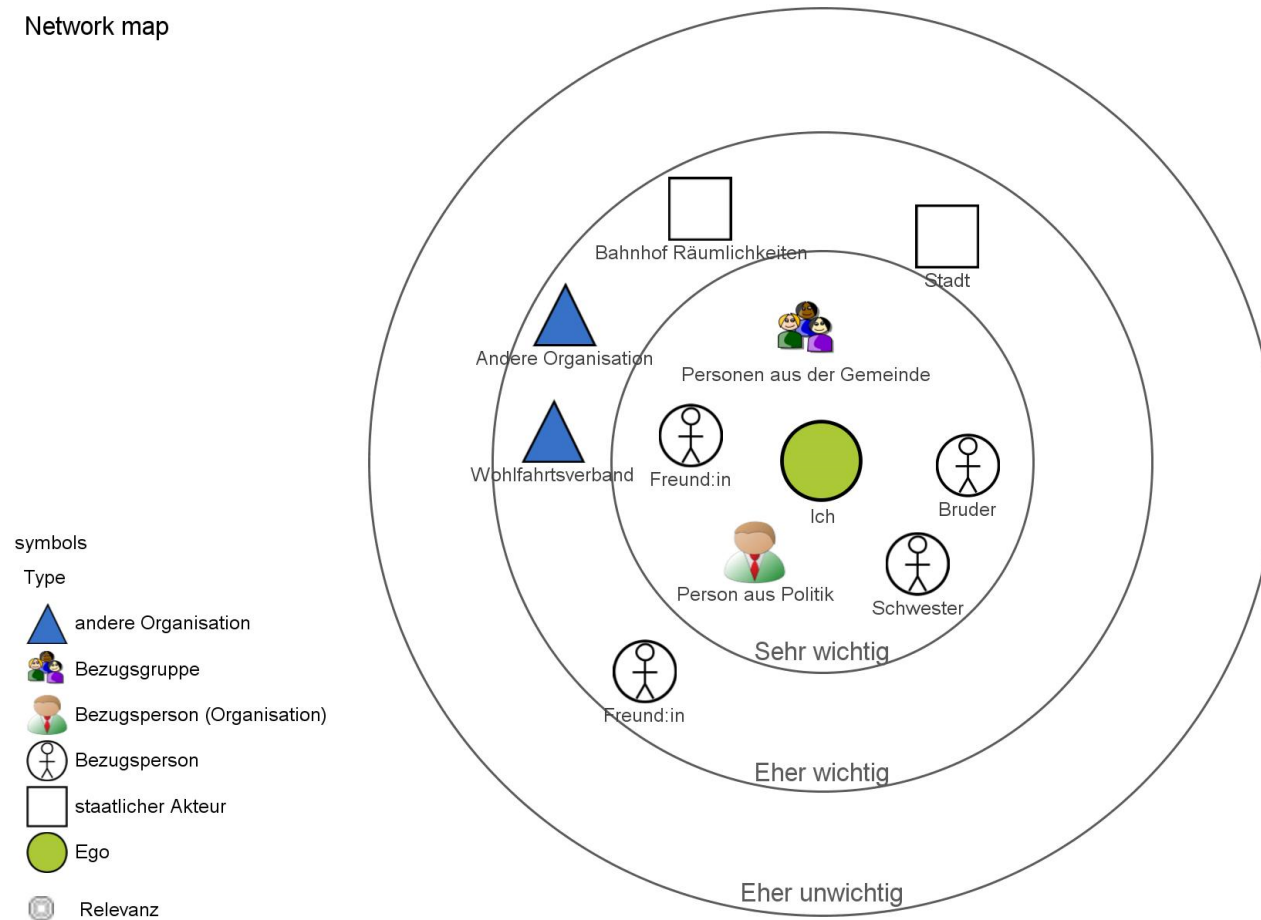 Network map
Bahnhof Räumlichkeiten
Stadt
Andere Organisation
Personen aus der Gemeinde
Wohlfahrtsverband
Freund:in
Ich
Bruder
Person aus Politik
Schwester
Sehr wichtig
Freund:in
Eher wichtig
Eher unwichtig
symbols
Type
andere Organisation
Bezugsgruppe
Bezugsperson (Organisation)
Bezugsperson
staatlicher Akteur
Ego
Relevanz